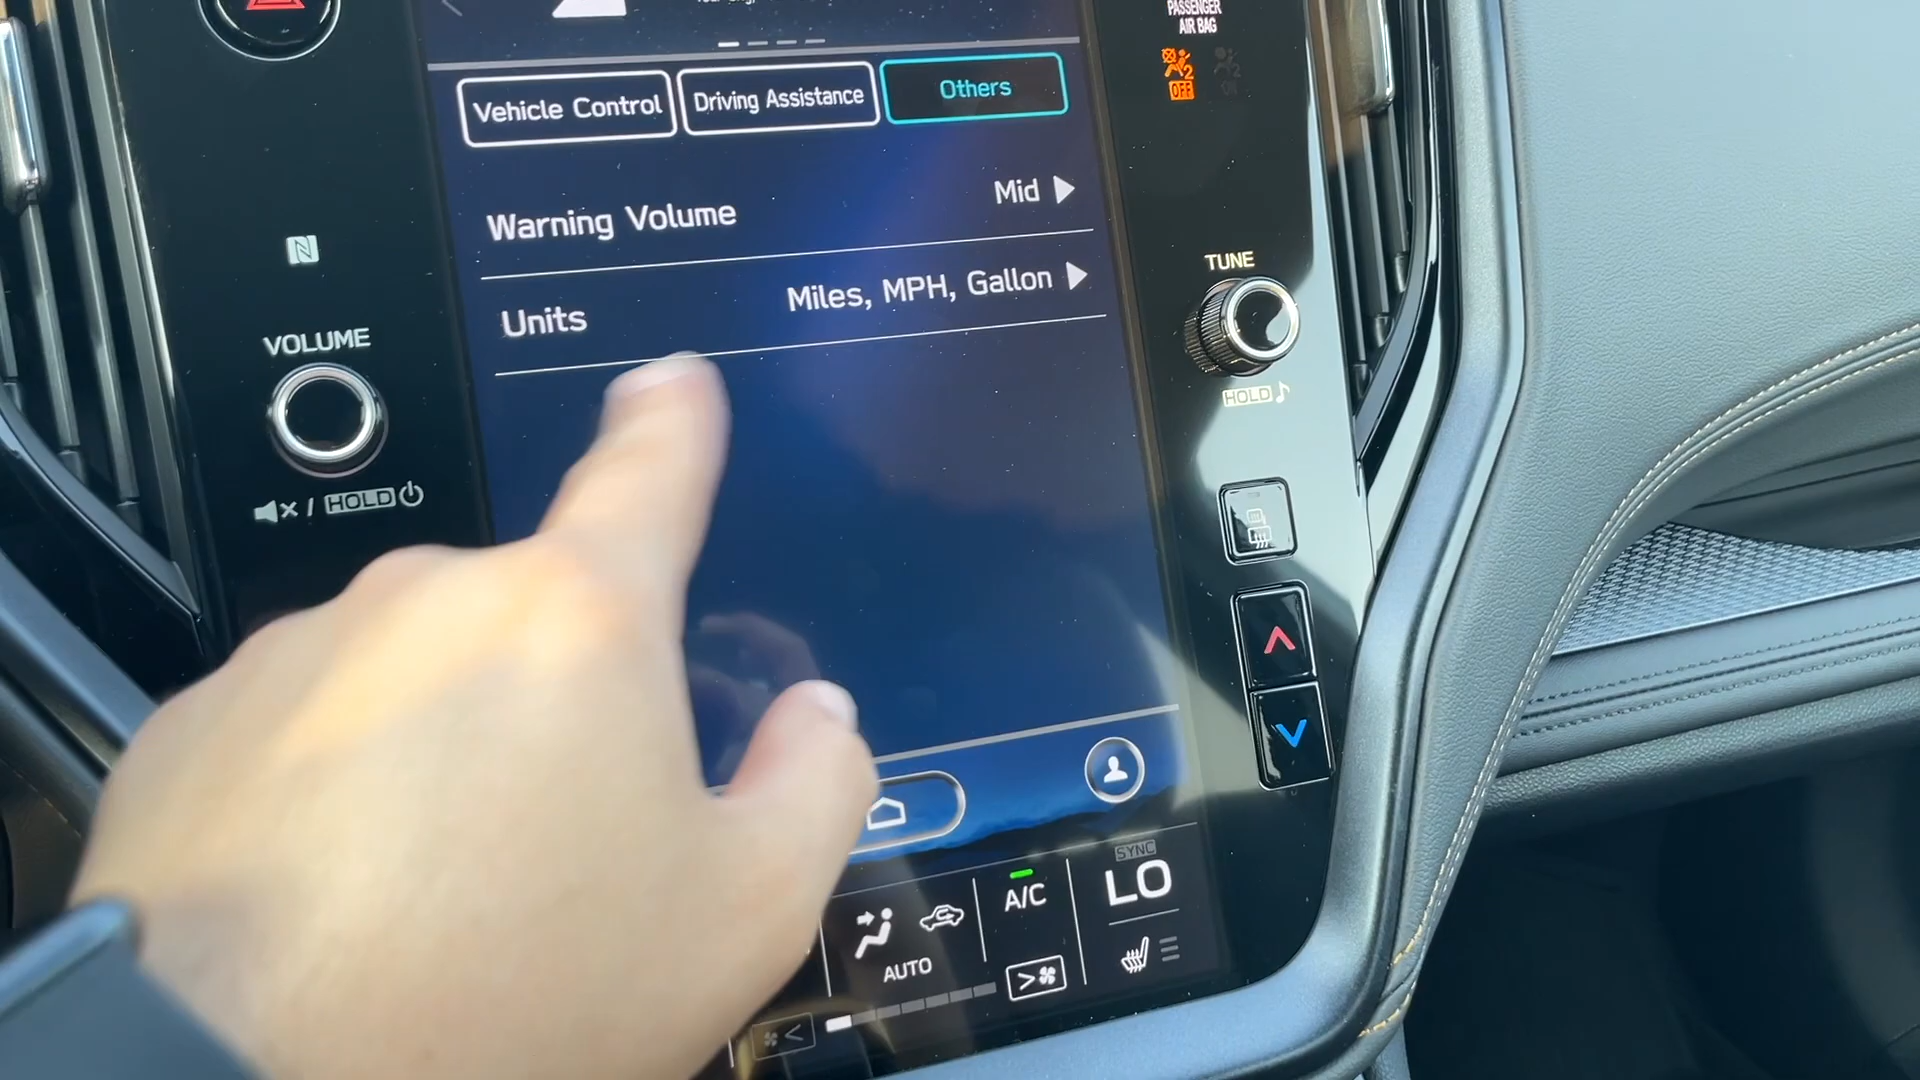 PASSENGER
AIR BAG
2
OFF
Vehicle Control
Driving Assistance
Others
Warning Volume
Mid
Units
Miles, MPH, Gallon
VOLUME
/ HOLD
TUNE
HOLD
SYNC
LO
A/C
AUTO